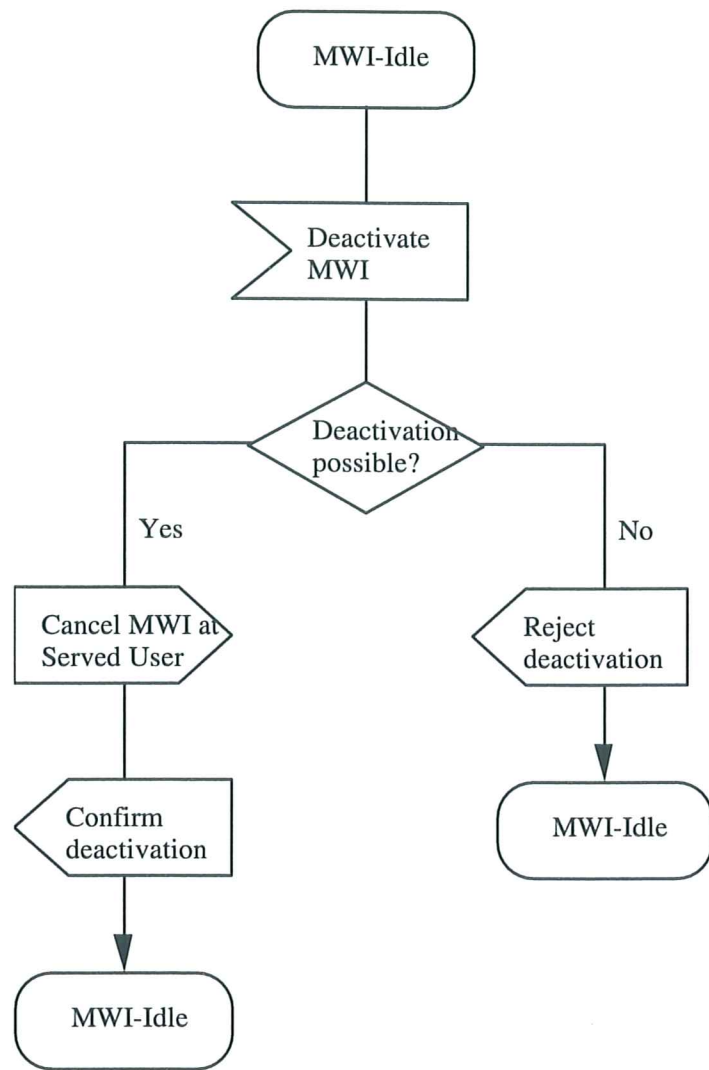 MWI-Idle
Deactivate
MWI
Deactivation
possible?
Yes
No
Cancel MWI at
Served User
Reject
deactivation
Confirm
deactivation
MWI-Idle
MWI-Idle